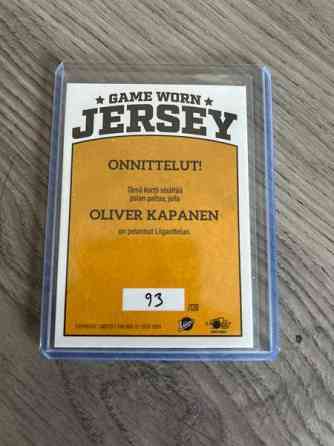 GAME WORN
JERSEY
ONNITTELUT!
Tämä kortti sisältää
palan paitaa, jolla
OLIVER KAPANEN
on pelannut Liigaottelun.
93